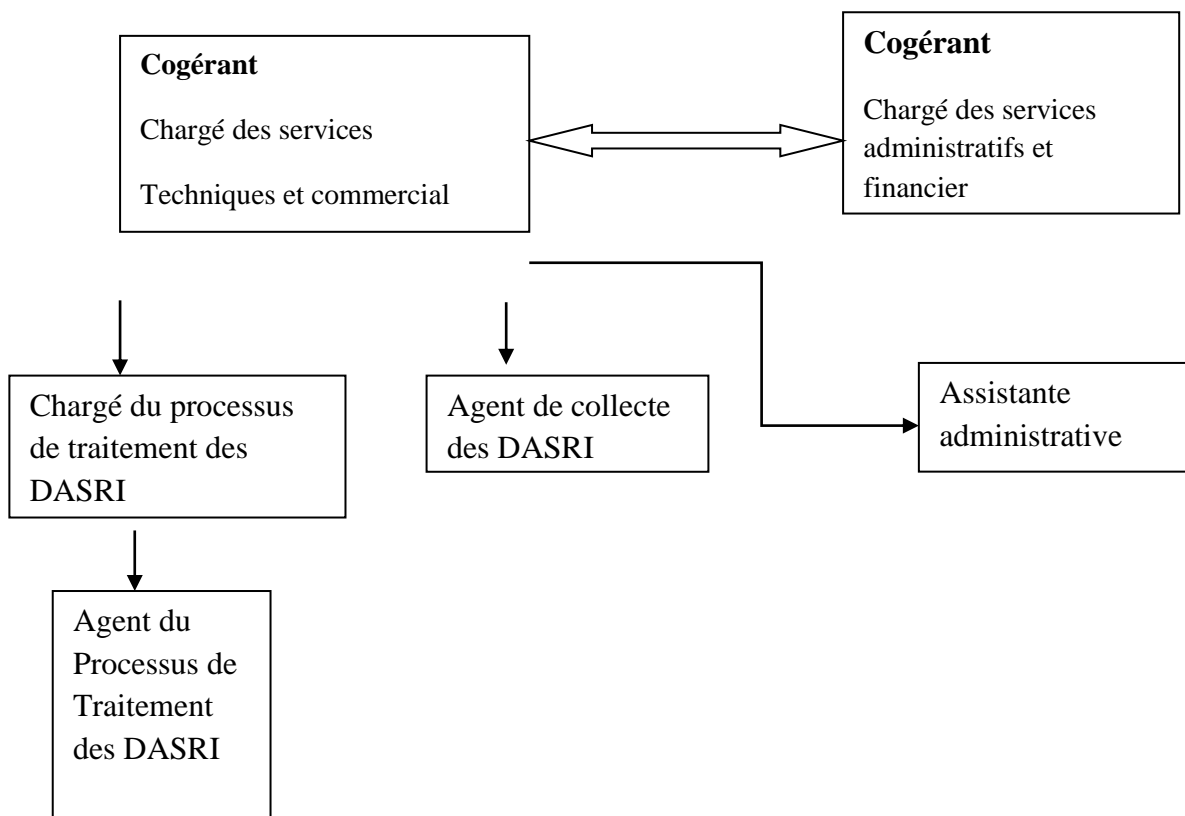 Cogérant
Chargé des services
Techniques et commercial
Cogérant
Chargé des services
administratifs et
financier
Chargé du processus
de traitement des
DASRI
Agent de collecte
des DASRI
Assistante
administrative
Agent du
Processus de
Traitement
des DASRI